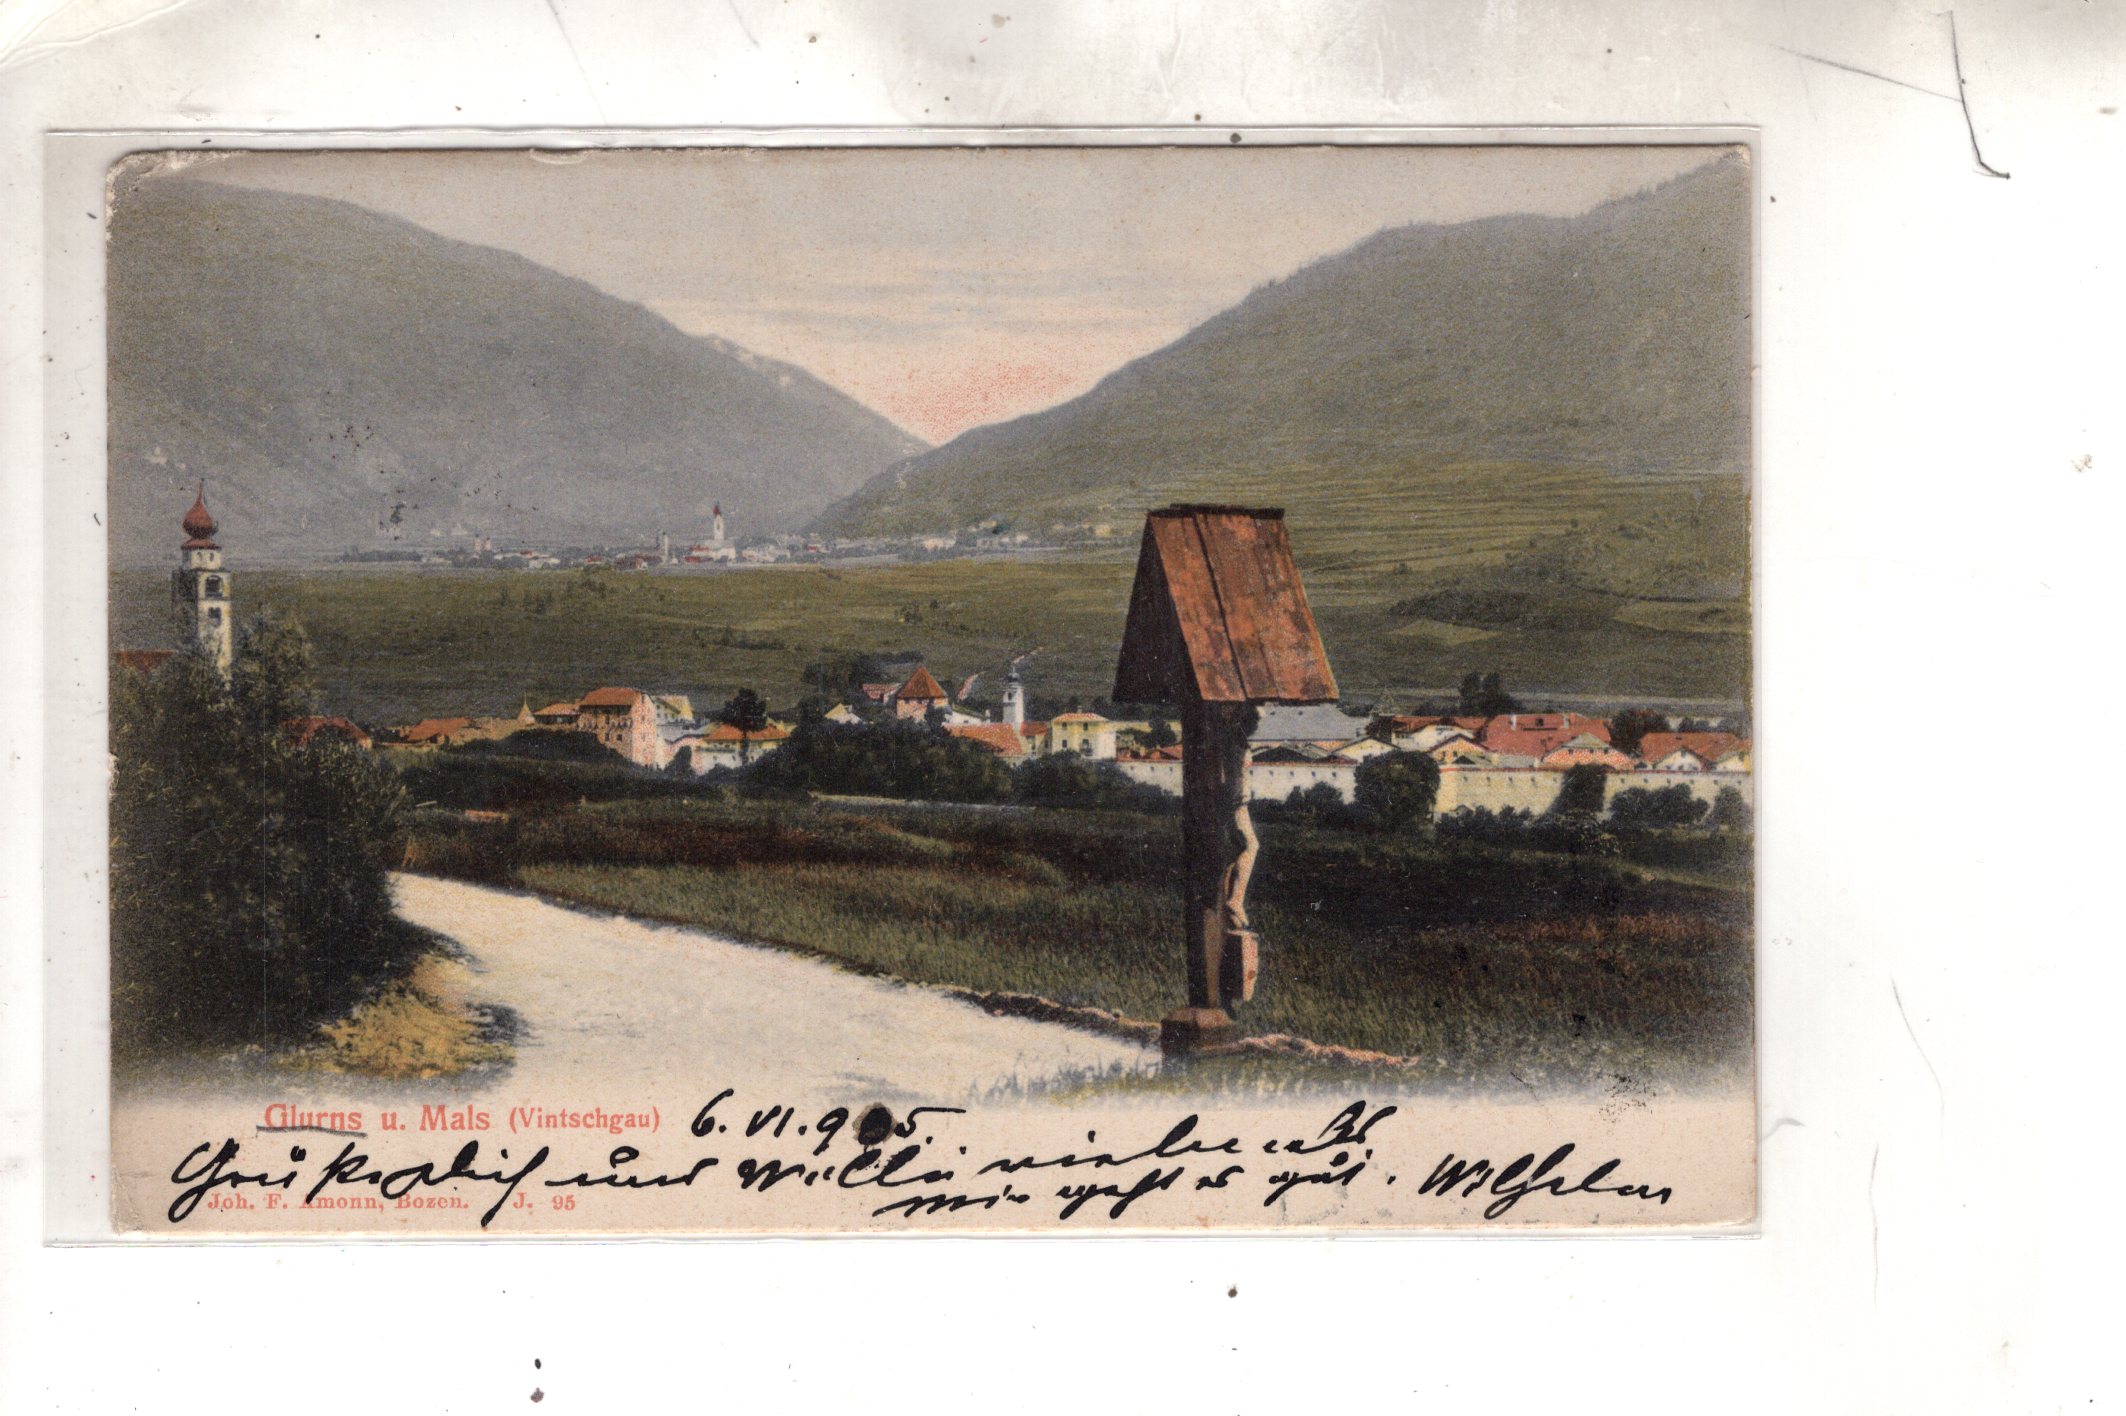 Glurns u. Mals (Vintschgau) 6. VI. 905.
Grüße dich und Willi
mir geht es gut. Wilhelm
Joh. F. Amonn, Bozen. J. 95